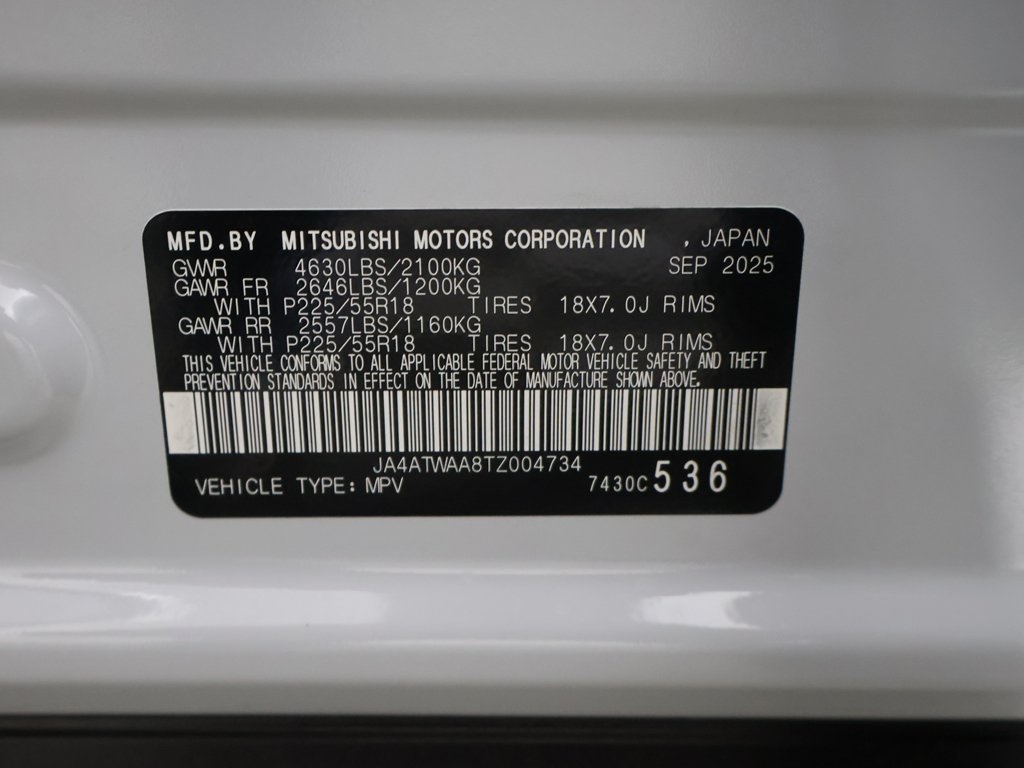 MFD.BY MITSUBISHI MOTORS CORPORATION , JAPAN
GVWR 4630LBS/2100KG SEP 2025
GAWR FR 2646LBS/1200KG
WITH P225/55R18 TIRES 18X7.0J RIMS
GAWR RR 2557LBS/1160KG
WITH P225/55R18 TIRES 18X7.0J RIMS
THIS VEHICLE CONFORMS TO ALL APPLICABLE FEDERAL MOTOR VEHICLE SAFETY AND THEFT
PREVENTION STANDARDS IN EFFECT ON THE DATE OF MANUFACTURE SHOWN ABOVE.
JA4ATWAA8TZ004734
VEHICLE TYPE: MPV 7430C 536